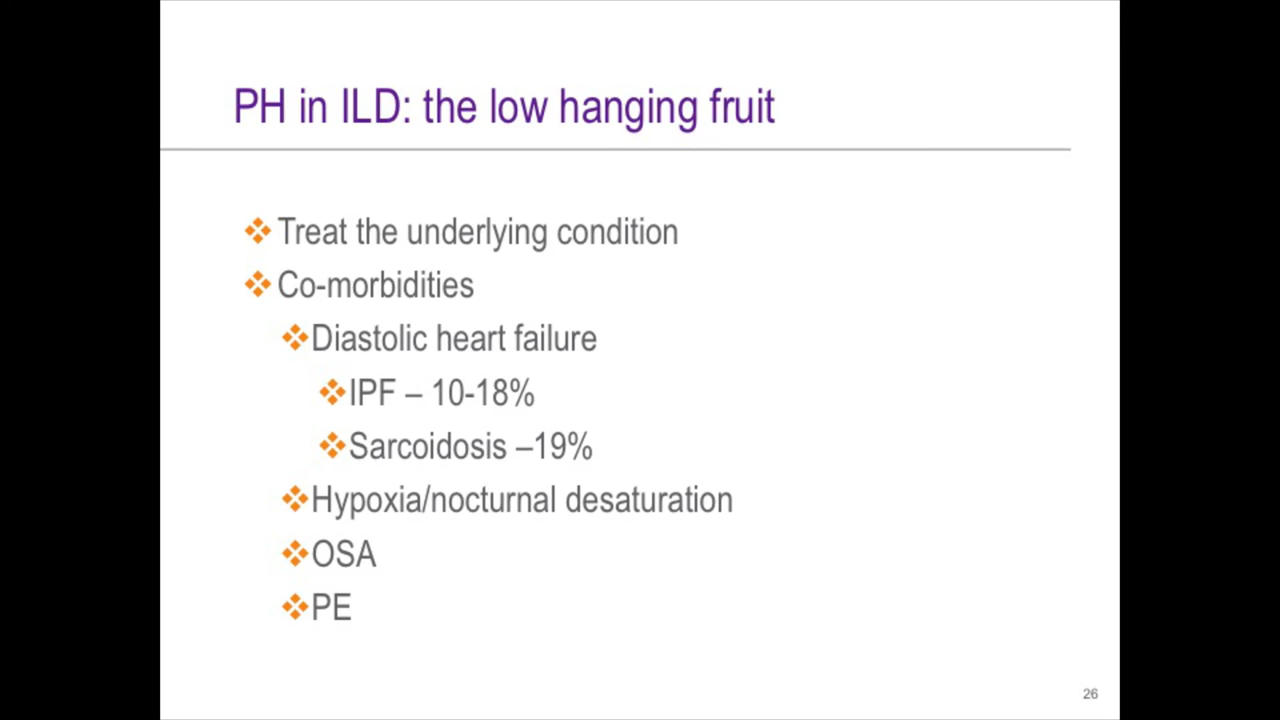 PH in ILD: the low hanging fruit
Treat the underlying condition
Co-morbidities
Diastolic heart failure
IPF – 10-18%
Sarcoidosis –19%
Hypoxia/nocturnal desaturation
OSA
PE
26